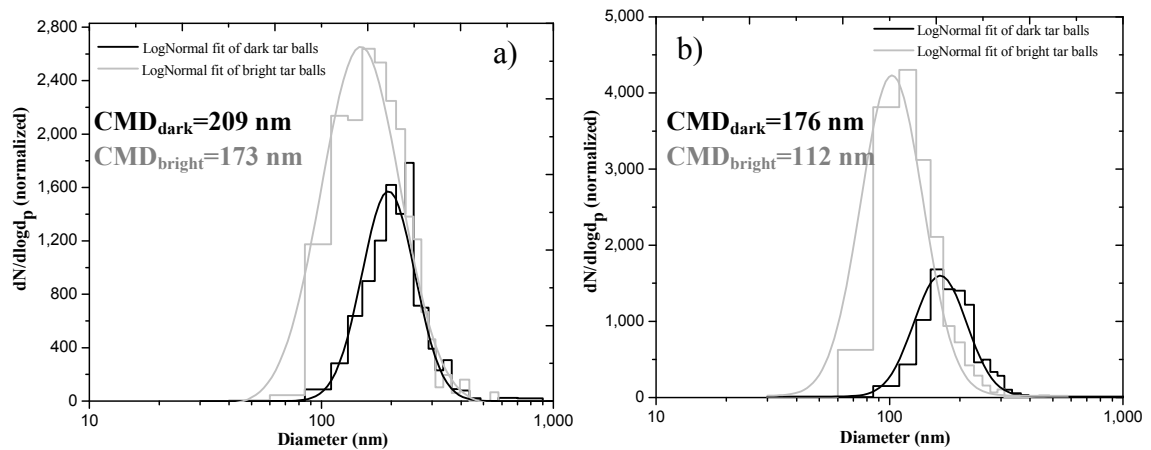 2,800
2,400
2,000
1,600
1,200
800
400
0
10
100
1,000
Diameter (nm)
dN/dlogdp (normalized)
LogNormal fit of dark tar balls
LogNormal fit of bright tar balls
a)
CMDdark=209 nm
CMDbright=173 nm
5,000
4,000
3,000
2,000
1,000
0
10
100
1,000
Diameter (nm)
dN/dlogdp (normalized)
LogNormal fit of dark tar balls
LogNormal fit of bright tar balls
b)
CMDdark=176 nm
CMDbright=112 nm